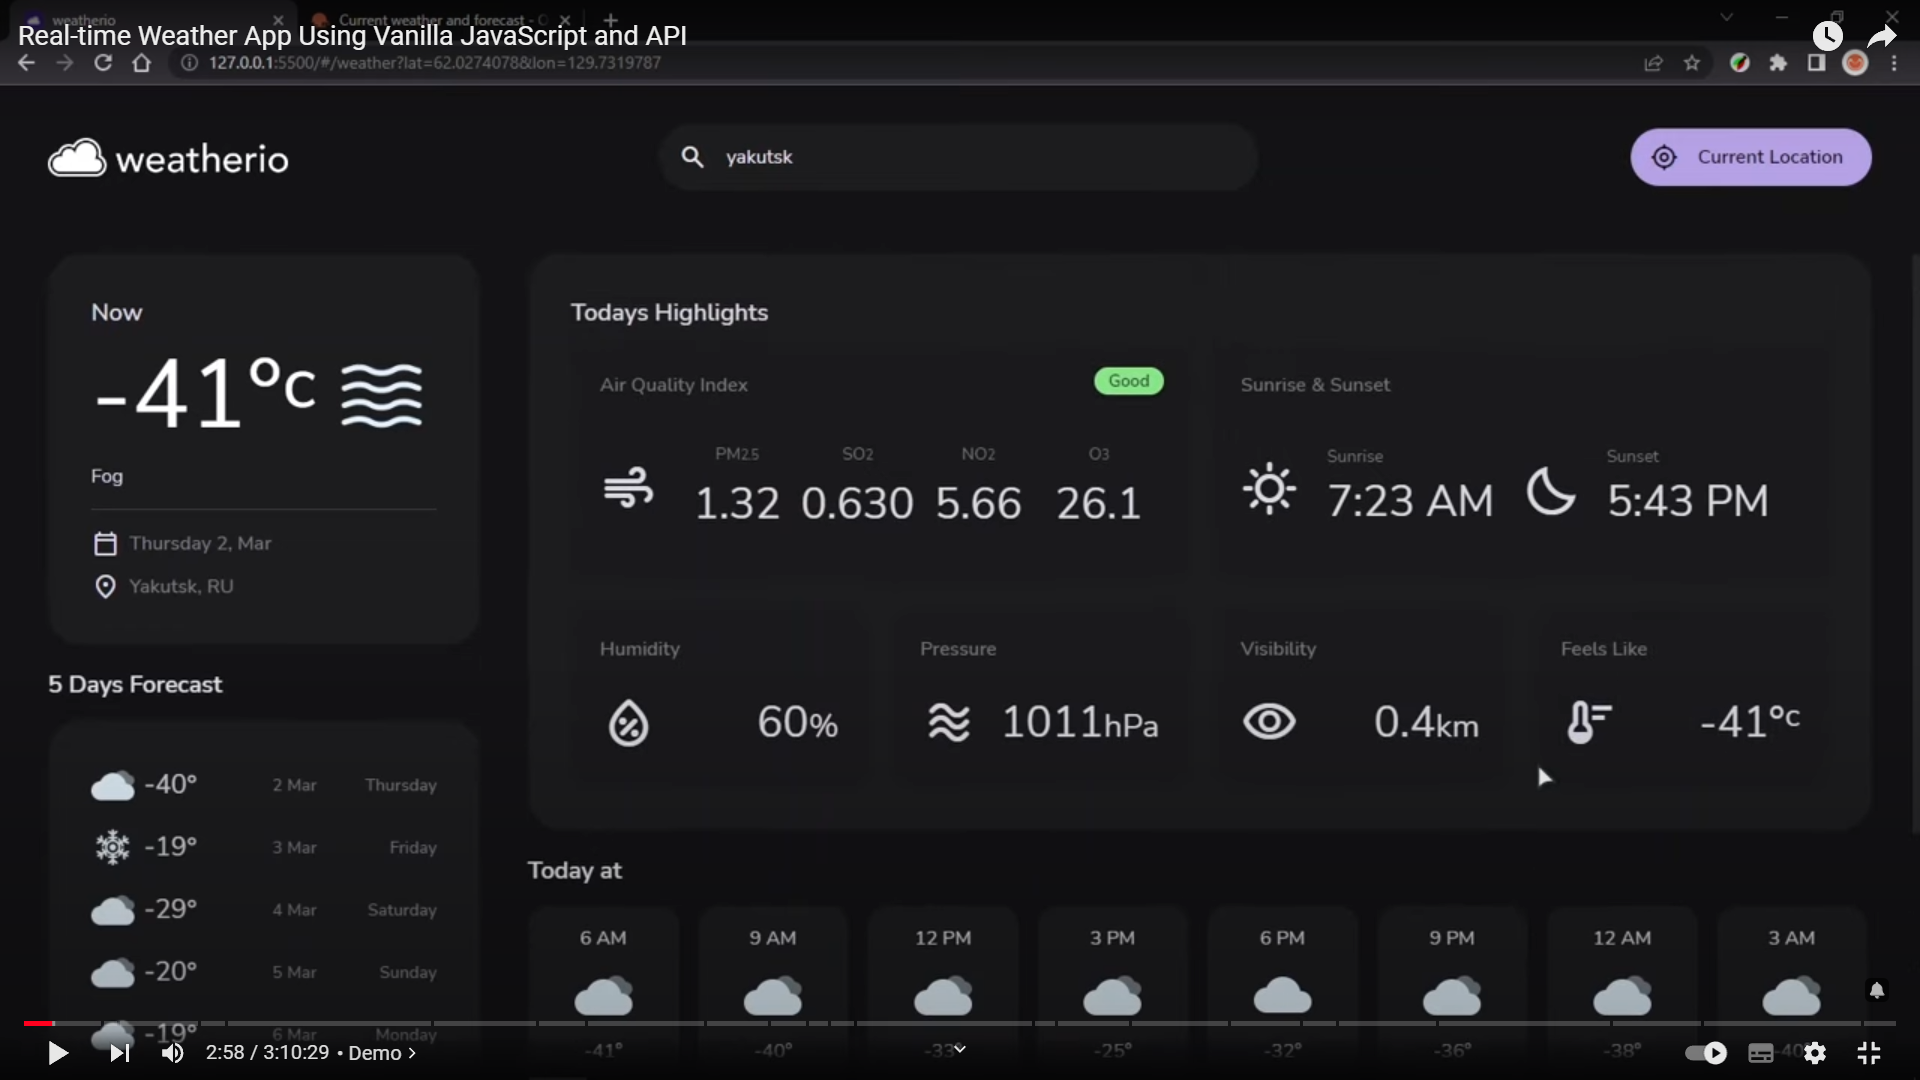 weatherio
Current weather and forecast - O
Real-time Weather App Using Vanilla JavaScript and API
127.0.0.1:5500/#/weather?lat=62.0274078&lon=129.7319787
weatherio
yakutsk
Current Location
Now
-41°c
Fog
Thursday 2, Mar
Yakutsk, RU
Todays Highlights
Air Quality Index
Good
PM2.5 SO2 NO2 O3
1.32 0.630 5.66 26.1
Sunrise & Sunset
Sunrise Sunset
7:23 AM 5:43 PM
Humidity
60%
Pressure
1011hPa
Visibility
0.4km
Feels Like
-41°c
5 Days Forecast
-40° 2 Mar Thursday
-19° 3 Mar Friday
-29° 4 Mar Saturday
-20° 5 Mar Sunday
-19° 6 Mar Monday
Today at
6 AM 9 AM 12 PM 3 PM 6 PM 9 PM 12 AM 3 AM
-41° -40° -33° -25° -32° -36° -38° -40
2:58 / 3:10:29 • Demo